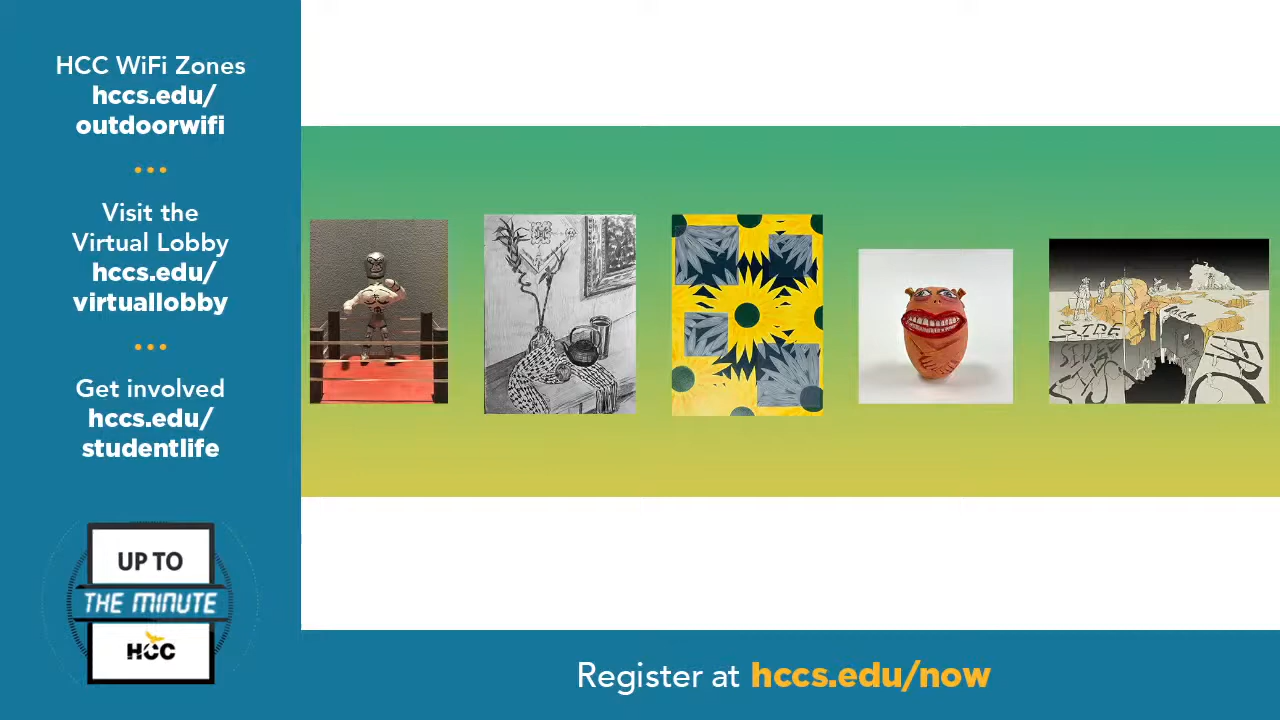 HCC WiFi Zones
hccs.edu/
outdoorwifi
Visit the
Virtual Lobby
hccs.edu/
virtuallobby
Get involved
hccs.edu/
studentlife
UP TO
THE MINUTE
HCC
SIDE
Register at hccs.edu/now